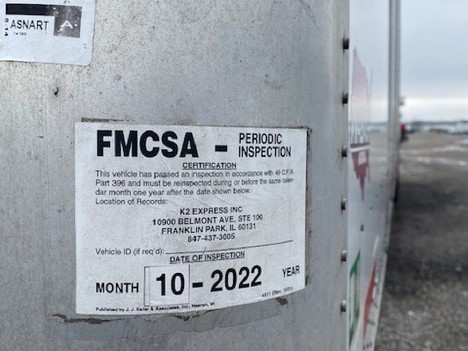 ASNART
FMCSA - PERIODIC INSPECTION
CERTIFICATION
This vehicle has passed an inspection in accordance with 49 C.F.R.
Part 396 and must be reinspected during or before the same calen-
dar month one year after the date shown below.
Location of Records:
K2 EXPRESS INC
10900 BELMONT AVE, STE 100
FRANKLIN PARK, IL 60131
847-437-3005
Vehicle ID (if req'd):
DATE OF INSPECTION
MONTH 10 - 2022 YEAR
Published by J. J. Keller & Associates, Inc., Neenah, WI